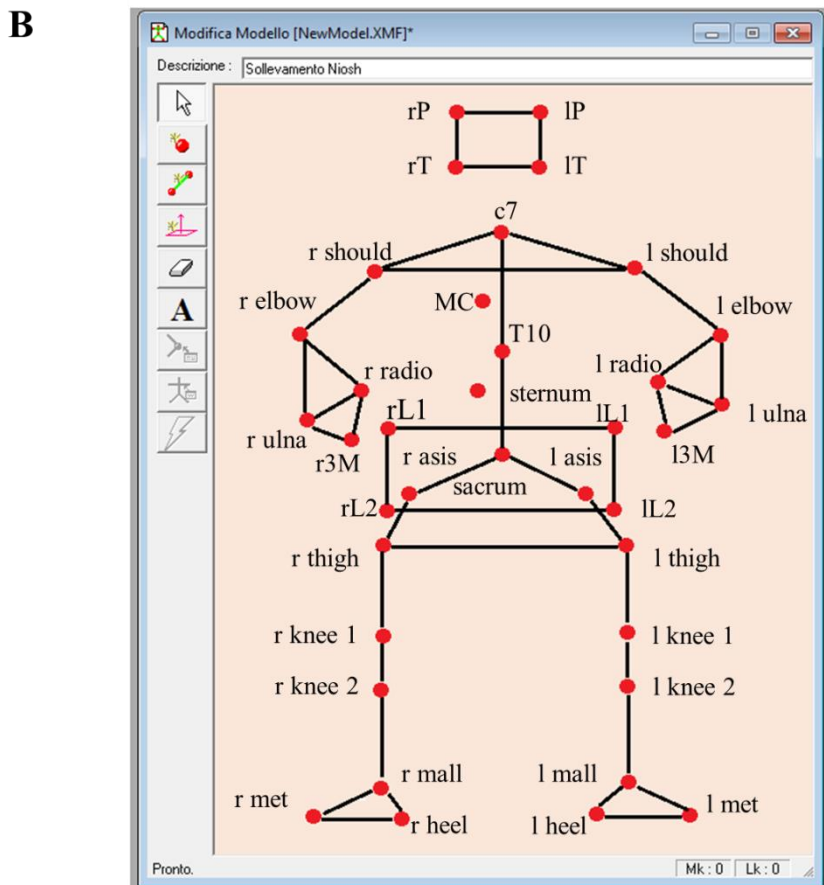 B
Modifica Modello [NewModel.XMF]*
Descrizione : Sollevamento Niosh
A
rP lP
rT lT
c7
r should l should
r elbow MC l elbow
T10
r radio l radio
sternum
rL1 lL1
r ulna l ulna
r3M r asis l asis l3M
sacrum
rL2 lL2
r thigh l thigh
r knee 1 l knee 1
r knee 2 l knee 2
r mall l mall
r met l met
r heel l heel
Pronto. Mk : 0 Lk : 0